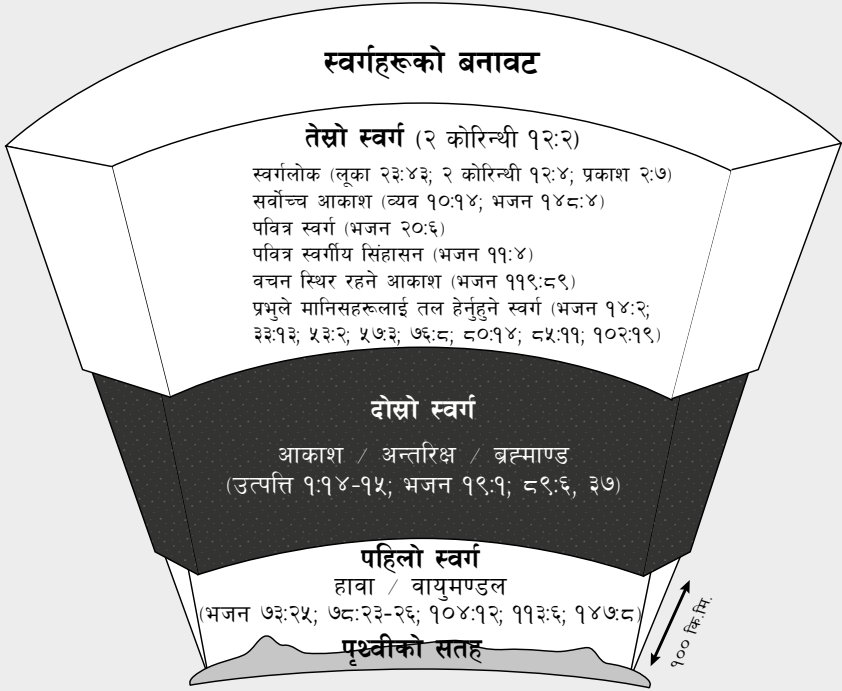 स्वर्गहरूको बनावट
तेस्रो स्वर्ग (२ कोरिन्थी १२:२)
स्वर्गलोक (लूका २३:४३; २ कोरिन्थी १२:४; प्रकाश २:७)
सर्वोच्च आकाश (व्यव १०:१४; भजन १४८:४)
पवित्र स्वर्ग (भजन २०:६)
पवित्र स्वर्गीय सिंहासन (भजन ११:४)
वचन स्थिर रहने आकाश (भजन ११९:८९)
प्रभुले मानिसहरूलाई तल हेर्नुहुने स्वर्ग (भजन १४:२;
३३:१३; ५३:२; ५७:३; ७६:८; ८०:१४; ८५:११; १०२:१९)
दोस्रो स्वर्ग
आकाश / अन्तरिक्ष / ब्रह्माण्ड
(उत्पत्ति १:१४-१५; भजन १९:१; ८९:६, ३७)
पहिलो स्वर्ग
हावा / वायुमण्डल
(भजन ७३:२५; ७८:२३-२६; १०४:१२; ११३:६; १४७:८)
पृथ्वीको सतह
१०० कि.मि.